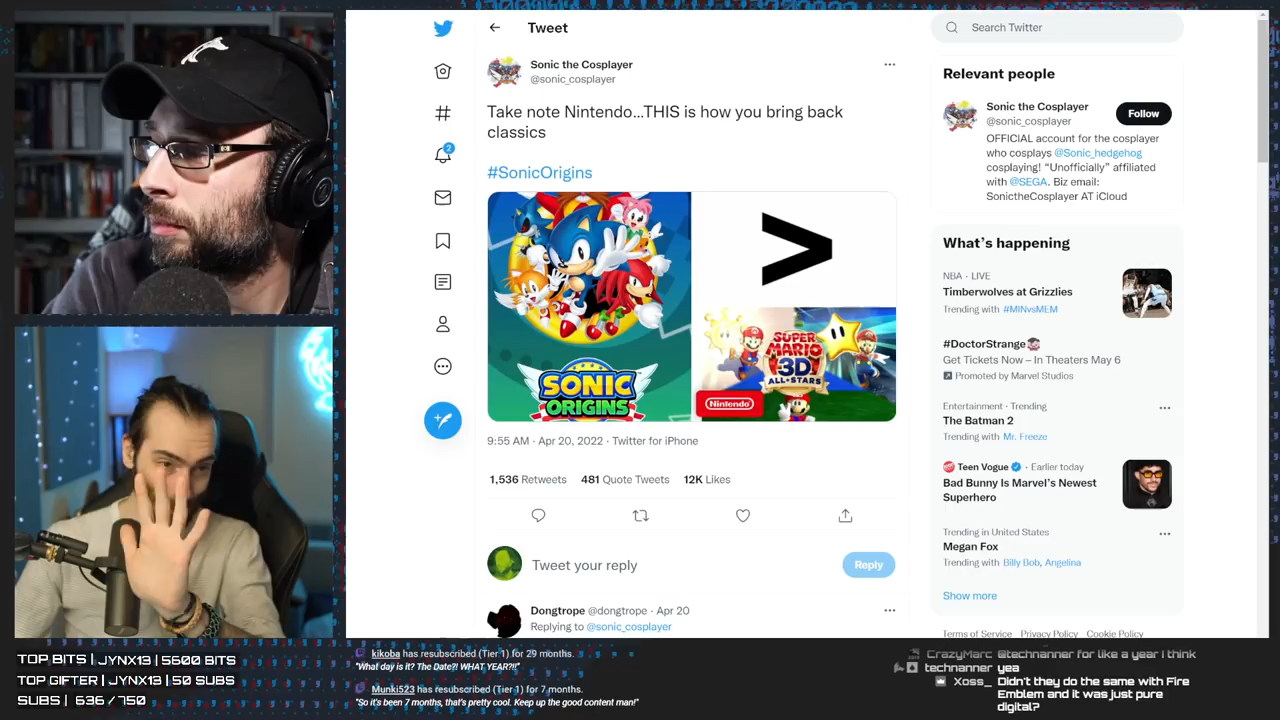 Tweet
Sonic the Cosplayer
@sonic_cosplayer
Take note Nintendo...THIS is how you bring back
classics
#SonicOrigins
SONIC
ORIGINS
>
SUPER
MARIO
3D
ALL★STARS
Nintendo
9:55 AM · Apr 20, 2022 · Twitter for iPhone
1,536 Retweets 481 Quote Tweets 12K Likes
Tweet your reply
Reply
Dongtrope @dongtrope · Apr 20
Replying to @sonic_cosplayer
2
Search Twitter
Relevant people
Sonic the Cosplayer
@sonic_cosplayer
Follow
OFFICIAL account for the cosplayer
who cosplays @Sonic_hedgehog
cosplaying! “Unofficially” affiliated
with @SEGA. Biz email:
SonictheCosplayer AT iCloud
What’s happening
NBA · LIVE
Timberwolves at Grizzlies
Trending with #MINvsMEM
#DoctorStrange
Get Tickets Now – In Theaters May 6
Promoted by Marvel Studios
Entertainment · Trending
The Batman 2
Trending with Mr. Freeze
Teen Vogue · Earlier today
Bad Bunny Is Marvel’s Newest
Superhero
Trending in United States
Megan Fox
Trending with Billy Bob, Angelina
Show more
Terms of Service Privacy Policy Cookie Policy
TOP BITS | JYNX13 | 5600 BITS
TOP GIFTER | JYNX13 | 50 SUBS
SUBS | 636 / 750
kikoba has resubscribed (Tier 1) for 29 months.
"What day is it? The Date?! WHAT YEAR?!!"
Munki523 has resubscribed (Tier 1) for 7 months.
"So it's been 7 months, that's pretty cool. Keep up the good content man!"
CrazyMarc @technanner for like a year i think
technanner yea
Xoss_ Didn't they do the same with Fire
Emblem and it was just pure
digital?